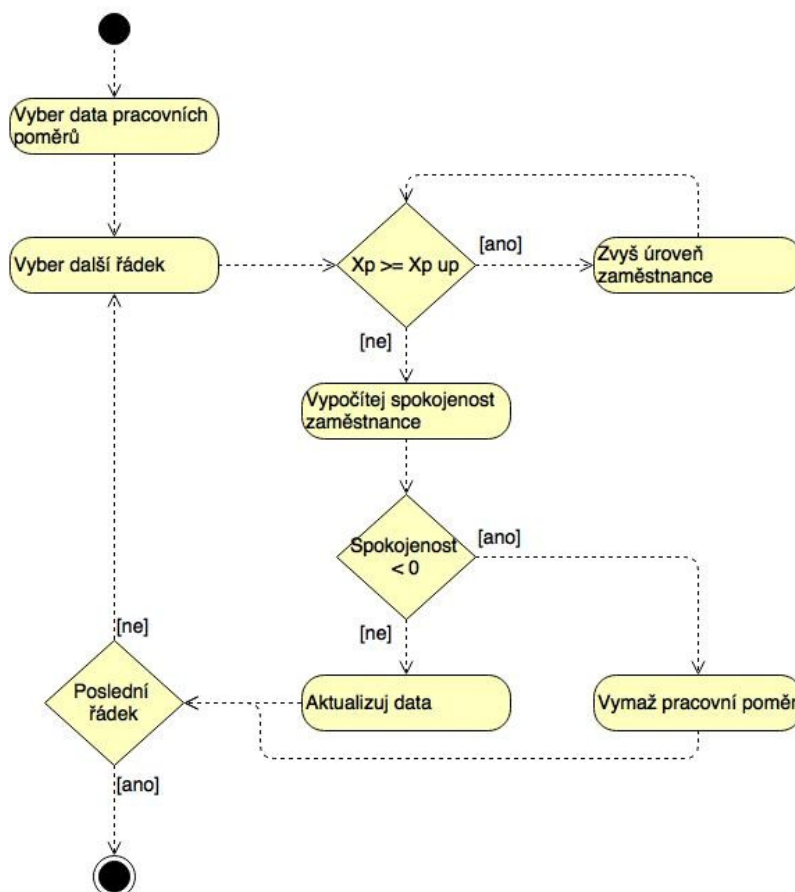 Vyber data pracovních
poměrů
Vyber další řádek
Xp >= Xp up
[ano]
Zvyš úroveň
zaměstnance
[ne]
Vypočítej spokojenost
zaměstnance
Spokojenost
< 0
[ano]
[ne]
Aktualizuj data
Vymaž pracovní poměr
[ne]
Poslední
řádek
[ano]